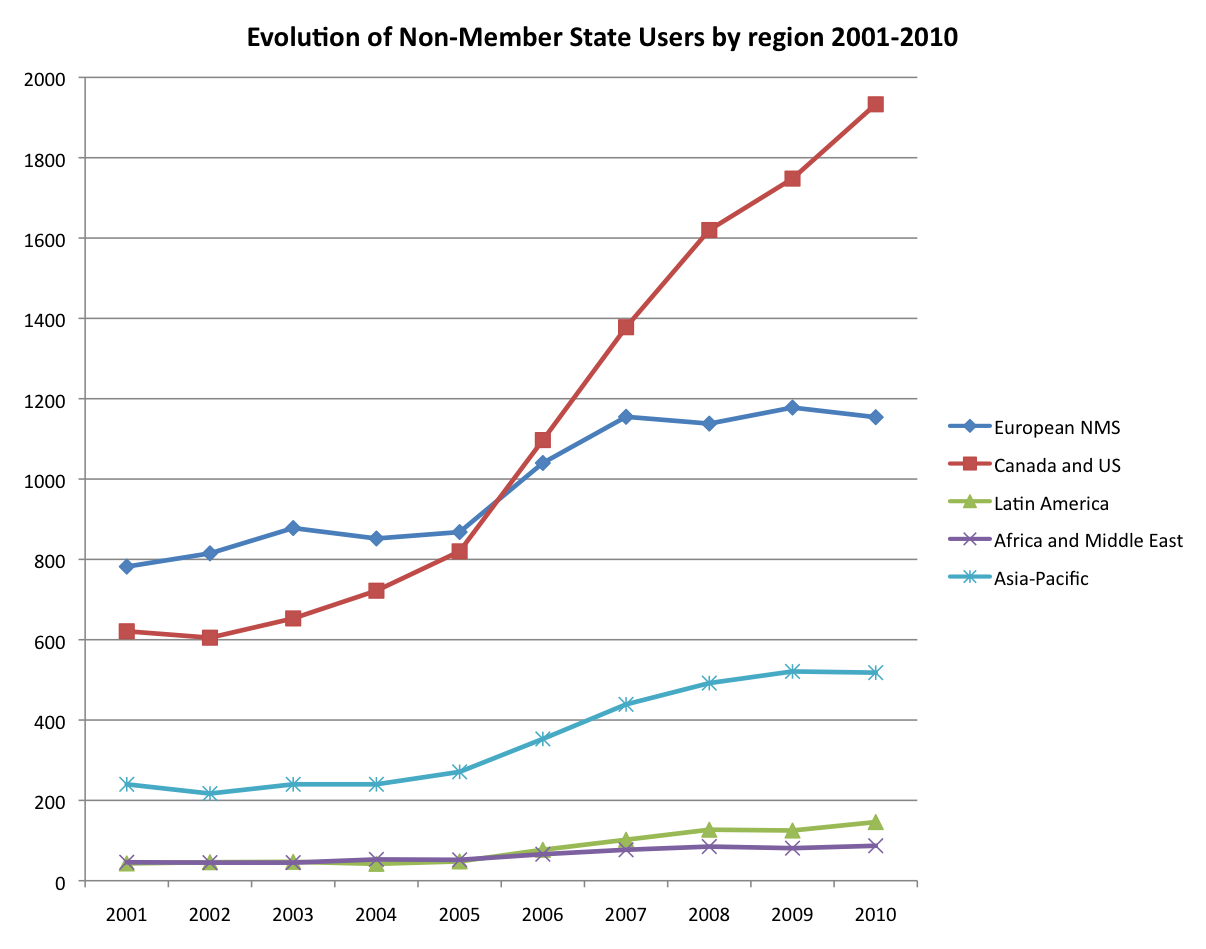 Evolution of Non-Member State Users by region 2001-2010
2000
1800
1600
1400
1200
1000
800
600
400
200
0
2001 2002 2003 2004 2005 2006 2007 2008 2009 2010
European NMS
Canada and US
Latin America
Africa and Middle East
Asia-Pacific